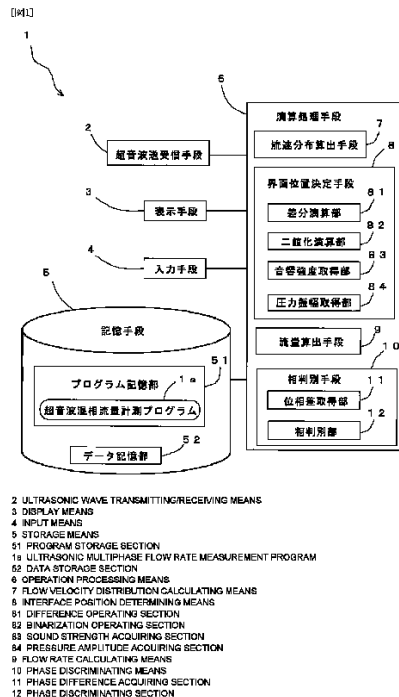 [図1]
1
2
超音波送受信手段
3
表示手段
4
入力手段
5
記憶手段
プログラム記憶部
1a
51
超音波混相流量計測プログラム
データ記憶部
52
6
演算処理手段
7
流速分布算出手段
8
界面位置決定手段
81
差分演算部
82
二値化演算部
83
音響強度取得部
84
圧力振幅取得部
9
流量算出手段
10
相判別手段
11
位相差取得部
12
相判別部
2 ULTRASONIC WAVE TRANSMITTING/RECEIVING MEANS
3 DISPLAY MEANS
4 INPUT MEANS
5 STORAGE MEANS
51 PROGRAM STORAGE SECTION
1a ULTRASONIC MULTIPHASE FLOW RATE MEASUREMENT PROGRAM
52 DATA STORAGE SECTION
6 OPERATION PROCESSING MEANS
7 FLOW VELOCITY DISTRIBUTION CALCULATING MEANS
8 INTERFACE POSITION DETERMINING MEANS
81 DIFFERENCE OPERATING SECTION
82 BINARIZATION OPERATING SECTION
83 SOUND STRENGTH ACQUIRING SECTION
84 PRESSURE AMPLITUDE ACQUIRING SECTION
9 FLOW RATE CALCULATING MEANS
10 PHASE DISCRIMINATING MEANS
11 PHASE DIFFERENCE ACQUIRING SECTION
12 PHASE DISCRIMINATING SECTION